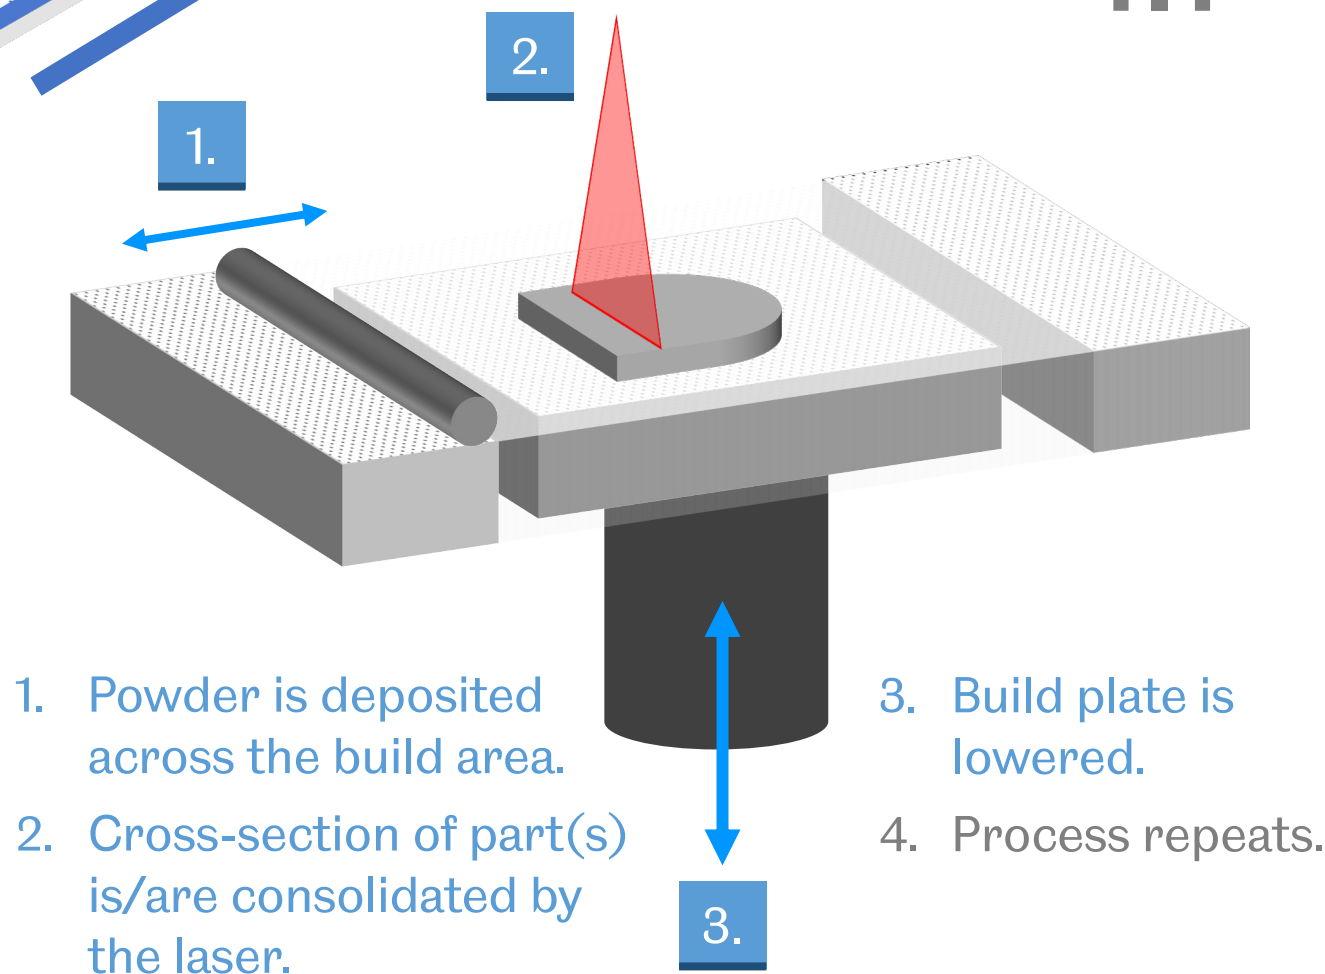 2.
1.
1. Powder is deposited
across the build area.
2. Cross-section of part(s)
is/are consolidated by
the laser.
3. Build plate is
lowered.
4. Process repeats.
3.